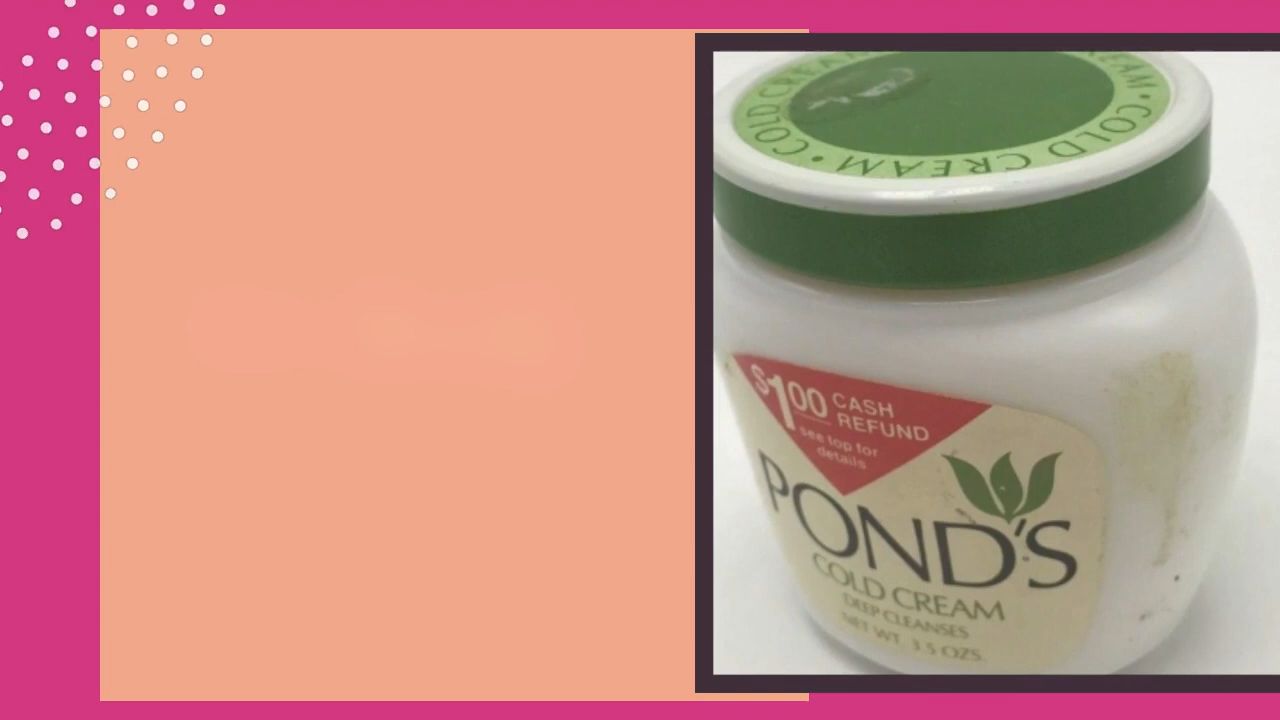 COLD CREAM • COLD CREAM •
$1.00 CASH
REFUND
see top for
details
POND'S
COLD CREAM
DEEP CLEANSES
NET WT. 3.5 OZS.